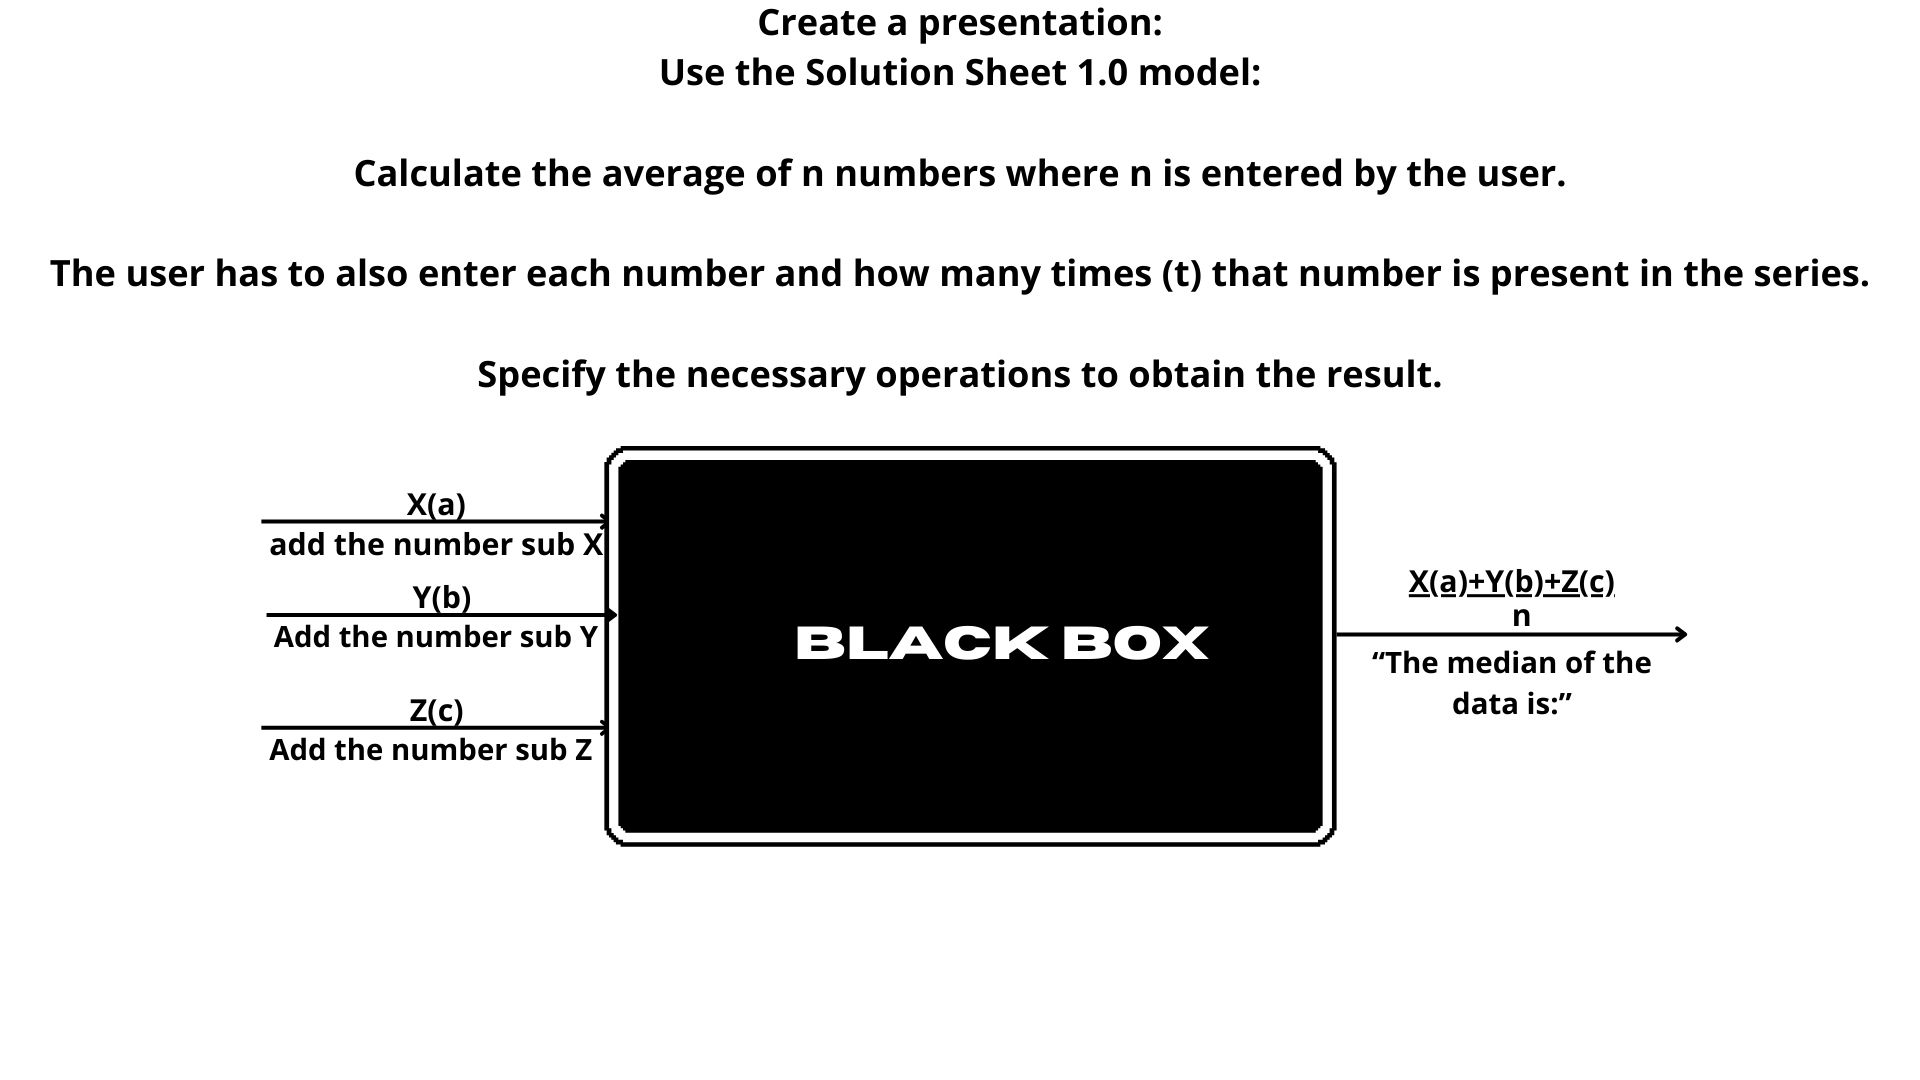 Create a presentation:
Use the Solution Sheet 1.0 model:
Calculate the average of n numbers where n is entered by the user.
The user has to also enter each number and how many times (t) that number is present in the series.
Specify the necessary operations to obtain the result.
X(a)
add the number sub X
Y(b)
Add the number sub Y
Z(c)
Add the number sub Z
BLACK BOX
X(a)+Y(b)+Z(c)
n
“The median of the
data is:”